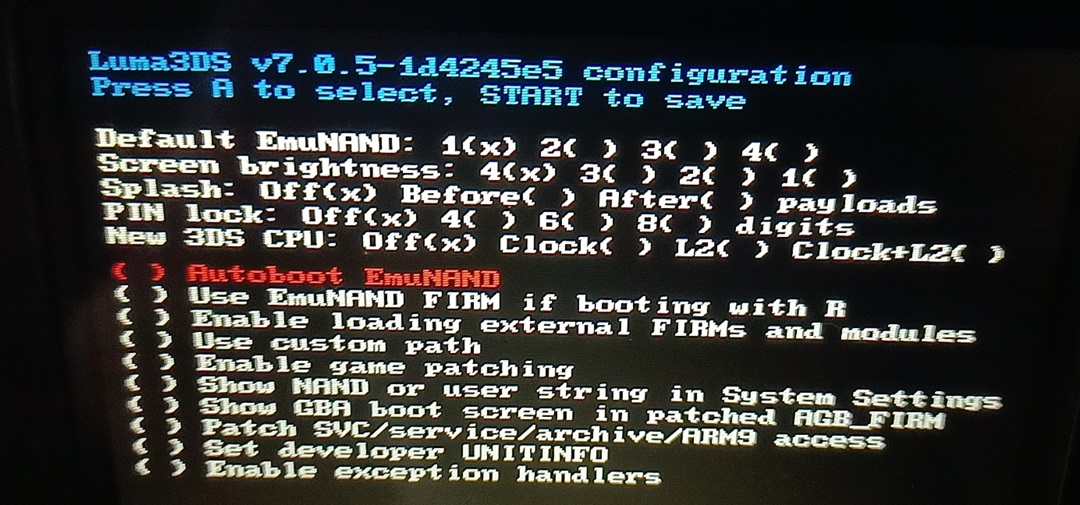 Luma3DS v7.0.5-1d4245e5 configuration
Press A to select, START to save
Default EmuNAND: 1(x) 2( ) 3( ) 4( )
Screen brightness: 4(x) 3( ) 2( ) 1( )
Splash: Off(x) Before( ) After( ) payloads
PIN lock: Off(x) 4( ) 6( ) 8( ) digits
New 3DS CPU: Off(x) Clock( ) L2( ) Clock+L2( )
( ) Autoboot EmuNAND
( ) Use EmuNAND FIRM if booting with R
( ) Enable loading external FIRMs and modules
( ) Use custom path
( ) Enable game patching
( ) Show NAND or user string in System Settings
( ) Show GBA boot screen in patched AGB_FIRM
( ) Patch SVC/service/archive/ARM9 access
( ) Set developer UNITINFO
( ) Enable exception handlers